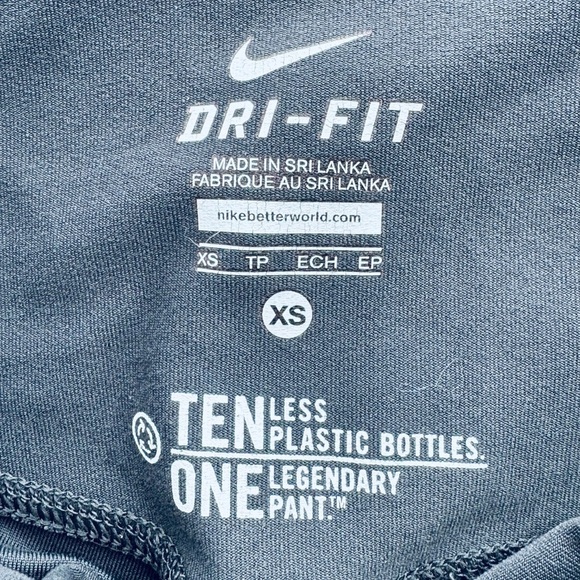 DRI-FIT
MADE IN SRI LANKA
FABRIQUE AU SRI LANKA
nikebetterworld.com
XS TP ECH EP
XS
TEN LESS
PLASTIC BOTTLES.
ONE LEGENDARY
PANT.™